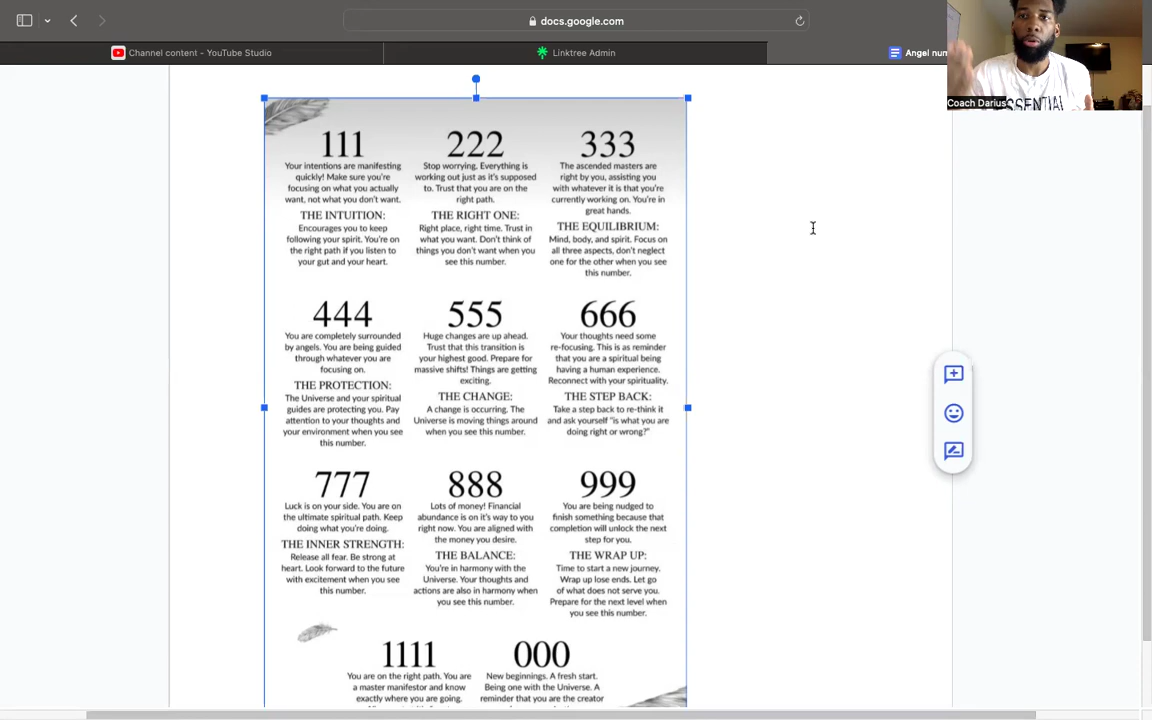 docs.google.com
Channel content - YouTube Studio
Linktree Admin
Angel num
Coach Darius
ESSENTIAL
111
Your intentions are manifesting
quickly! Make sure you're
focusing on what you actually
want, not what you don't want.
THE INTUITION:
Encourages you to keep
following your spirit. You're on
the right path if you listen to
your gut and your heart.
222
Stop worrying. Everything is
working out just as it's supposed
to. Trust that you are on the
right path.
THE RIGHT ONE:
Right place, right time. Trust in
what you want. Don't think of
things you don't want when you
see this number.
333
The ascended masters are
right by you, assisting you
with whatever it is that you're
currently working on. You're in
great hands.
THE EQUILIBRIUM:
Mind, body, and spirit. Focus on
all three aspects, don't neglect
one for the other when you see
this number.
444
You are completely surrounded
by angels. You are being guided
through whatever you are
focusing on.
THE PROTECTION:
The Universe and your spiritual
guides are protecting you. Pay
attention to your thoughts and
your environment when you see
this number.
555
Huge changes are up ahead.
Trust that this transition is
your highest good. Prepare for
massive shifts! Things are getting
exciting.
THE CHANGE:
A change is occurring. The
Universe is moving things around
when you see this number.
666
Your thoughts need some
re-focusing. This is as reminder
that you are a spiritual being
having a human experience.
Reconnect with your spirituality.
THE STEP BACK:
Take a step back to re-think it
and ask yourself "is what you are
doing right or wrong?"
777
Luck is on your side. You are on
the ultimate spiritual path. Keep
doing what you're doing.
THE INNER STRENGTH:
Release all fear. Be strong at
heart. Look forward to the future
with excitement when you see
this number.
888
Lots of money! Financial
abundance is on it's way to you
right now. You are aligned with
the money you desire.
THE BALANCE:
You're in harmony with the
Universe. Your thoughts and
actions are also in harmony when
you see this number.
999
You are being nudged to
finish something because that
completion will unlock the next
step for you.
THE WRAP UP:
Time to start a new journey.
Wrap up lose ends. Let go
of what does not serve you.
Prepare for the next level when
you see this number.
1111
You are on the right path. You are
a master manifestor and know
exactly where you are going.
000
New beginnings. A fresh start.
Being one with the Universe. A
reminder that you are the creator